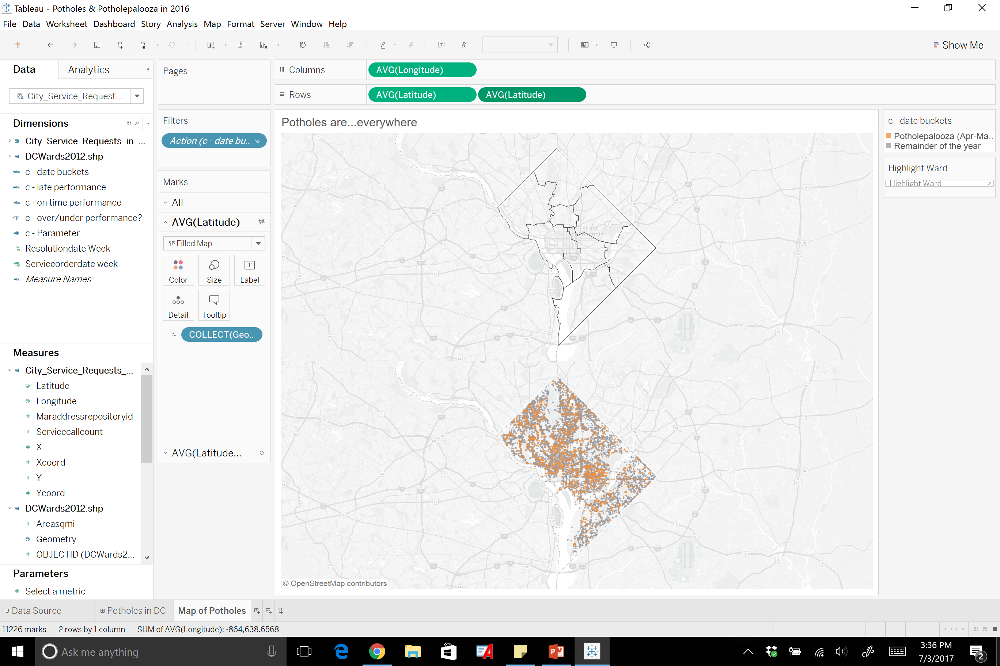 Tableau - Potholes & Potholepalooza in 2016
File Data Worksheet Dashboard Story Analysis Map Format Server Window Help
Show Me
Data Analytics
City_Service_Request...
Dimensions
City_Service_Requests_in_...
DCWards2012.shp
=Abc c - date buckets
=Abc c - late performance
=Abc c - on time performance
=T|F c - over/under performance?
c - Parameter
Resolutiondate Week
Serviceorderdate week
Abc Measure Names
Measures
City_Service_Requests_...
Latitude
Longitude
Maraddressrepositoryid
Servicecallcount
X
Xcoord
Y
Ycoord
DCWards2012.shp
Areasqmi
Geometry
OBJECTID (DCWards2...
Parameters
Select a metric
Pages
Filters
Action (c - date bu..
Marks
All
AVG(Latitude)
Filled Map
Color Size Label
Detail Tooltip
COLLECT(Geo..
AVG(Latitude...
Columns AVG(Longitude)
Rows AVG(Latitude) AVG(Latitude)
Potholes are...everywhere
District
of Columbia
© OpenStreetMap contributors
c - date buckets
Potholepalooza (Apr-Ma..
Remainder of the year
Highlight Ward
Highlight Ward
Data Source Potholes in DC Map of Potholes
11226 marks 2 rows by 1 column SUM of AVG(Longitude): -864,638.6568
Ask me anything
3:36 PM
7/3/2017
2